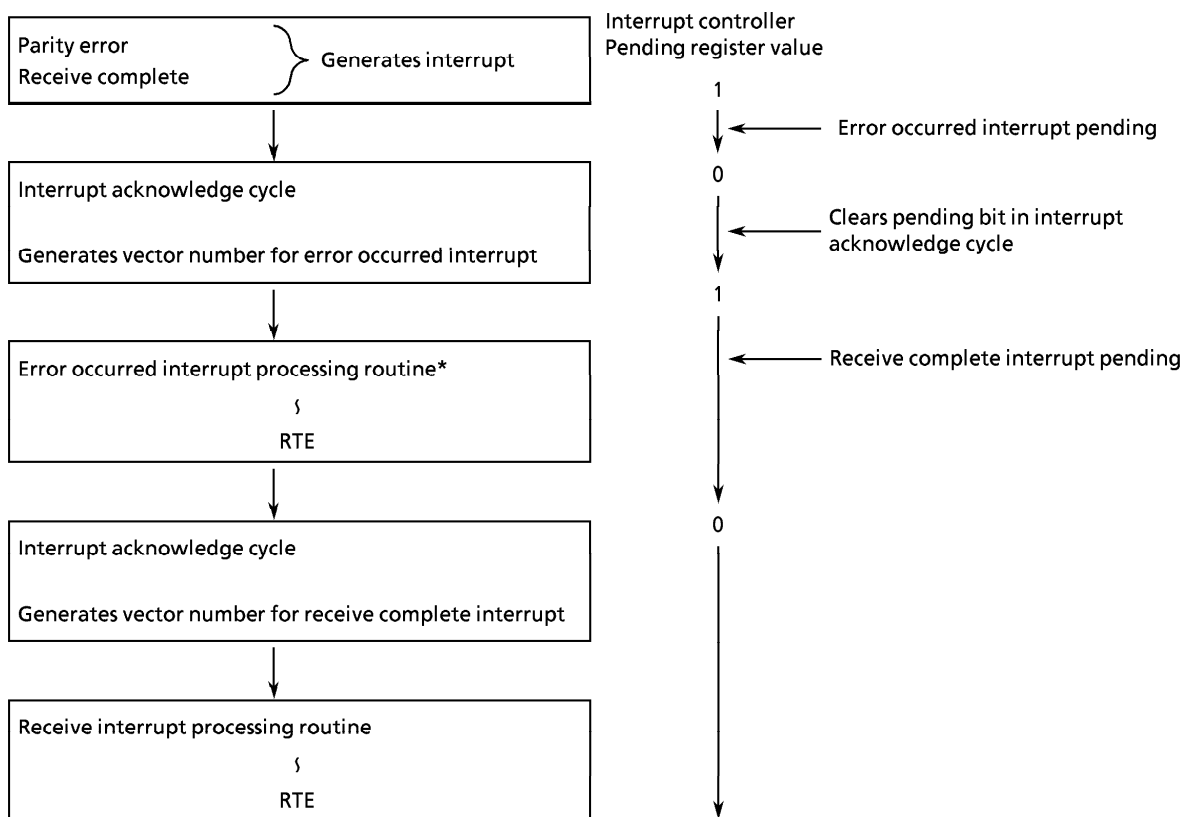 Parity error
Receive complete
Generates interrupt
Interrupt acknowledge cycle
Generates vector number for error occurred interrupt
Error occurred interrupt processing routine*
RTE
Interrupt acknowledge cycle
Generates vector number for receive complete interrupt
Receive interrupt processing routine
RTE
Interrupt controller
Pending register value
1
Error occurred interrupt pending
0
Clears pending bit in interrupt
acknowledge cycle
1
Receive complete interrupt pending
0